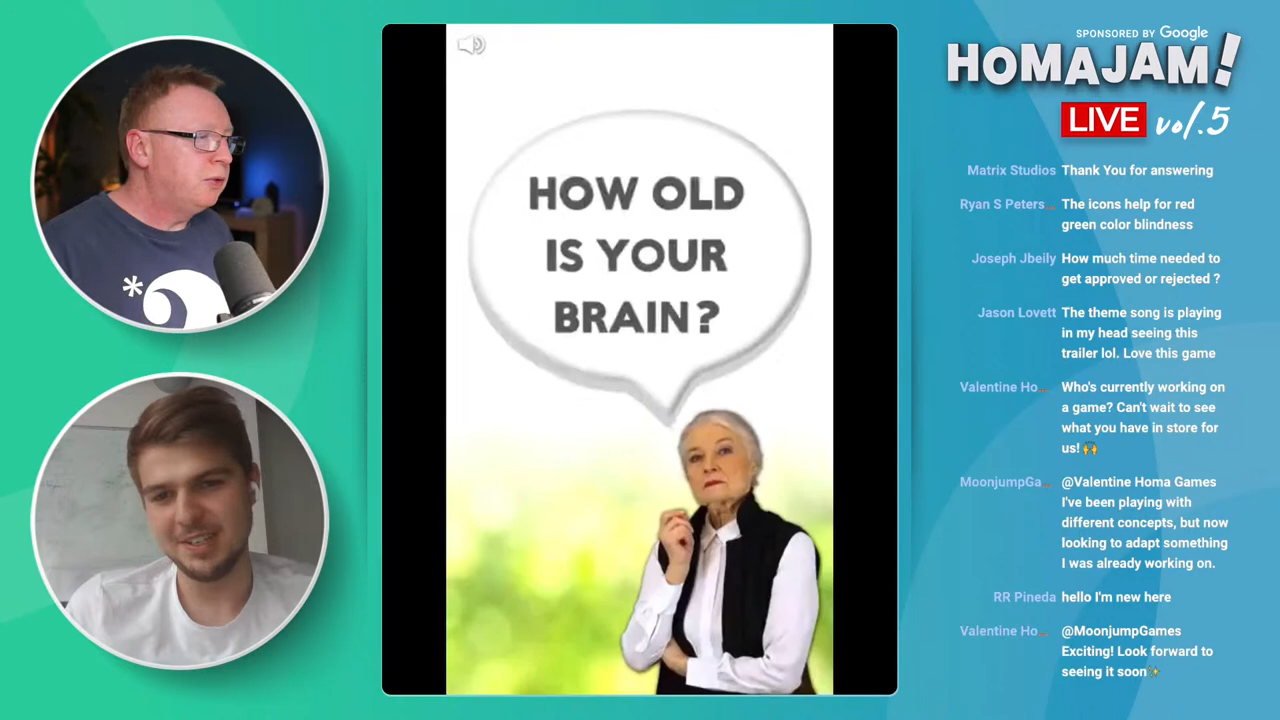 HOW OLD
IS YOUR
BRAIN?
SPONSORED BY Google
HOMAJAM!
LIVE vol.5
Matrix Studios Thank You for answering
Ryan S Peters... The icons help for red
green color blindness
Joseph Jbeily How much time needed to
get approved or rejected ?
Jason Lovett The theme song is playing
in my head seeing this
trailer lol. Love this game
Valentine Ho... Who's currently working on
a game? Can't wait to see
what you have in store for
us! 🙌
MoonjumpGa... @Valentine Homa Games
I've been playing with
different concepts, but now
looking to adapt something
I was already working on.
RR Pineda hello I'm new here
Valentine Ho... @MoonjumpGames
Exciting! Look forward to
seeing it soon✨
*2